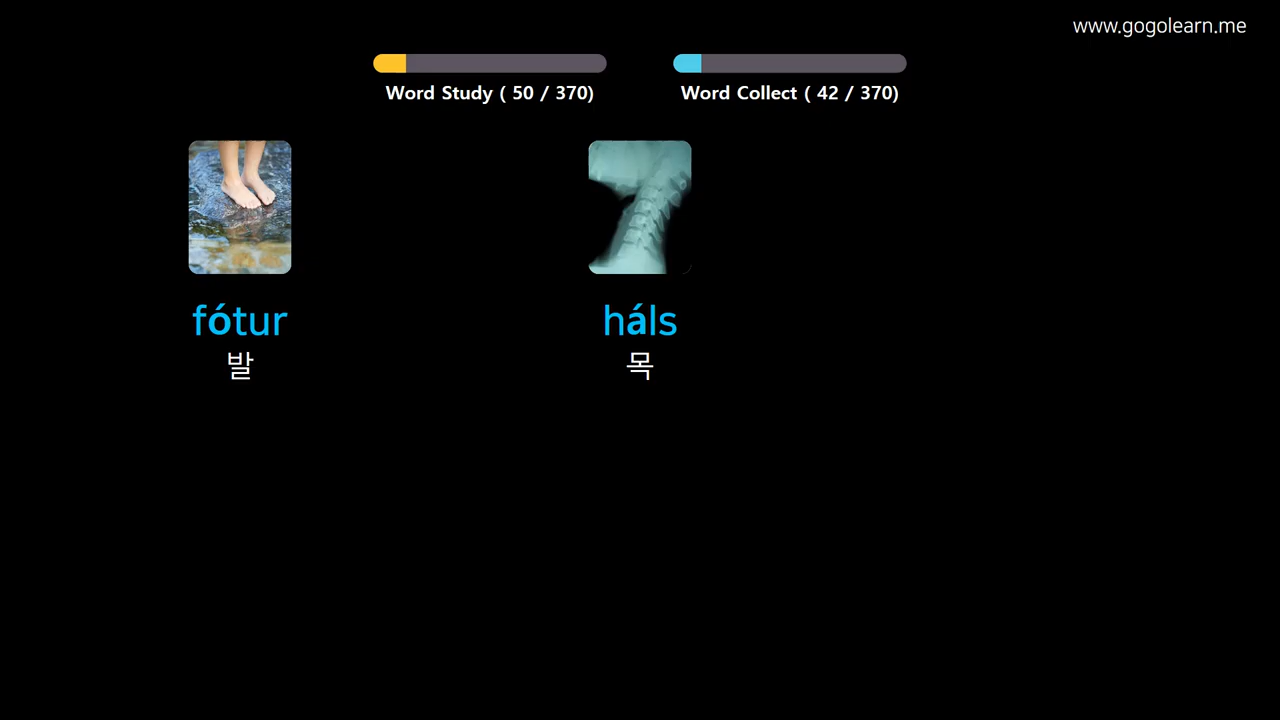 www.gogolearn.me
Word Study ( 50 / 370)
Word Collect ( 42 / 370)
fótur
발
háls
목